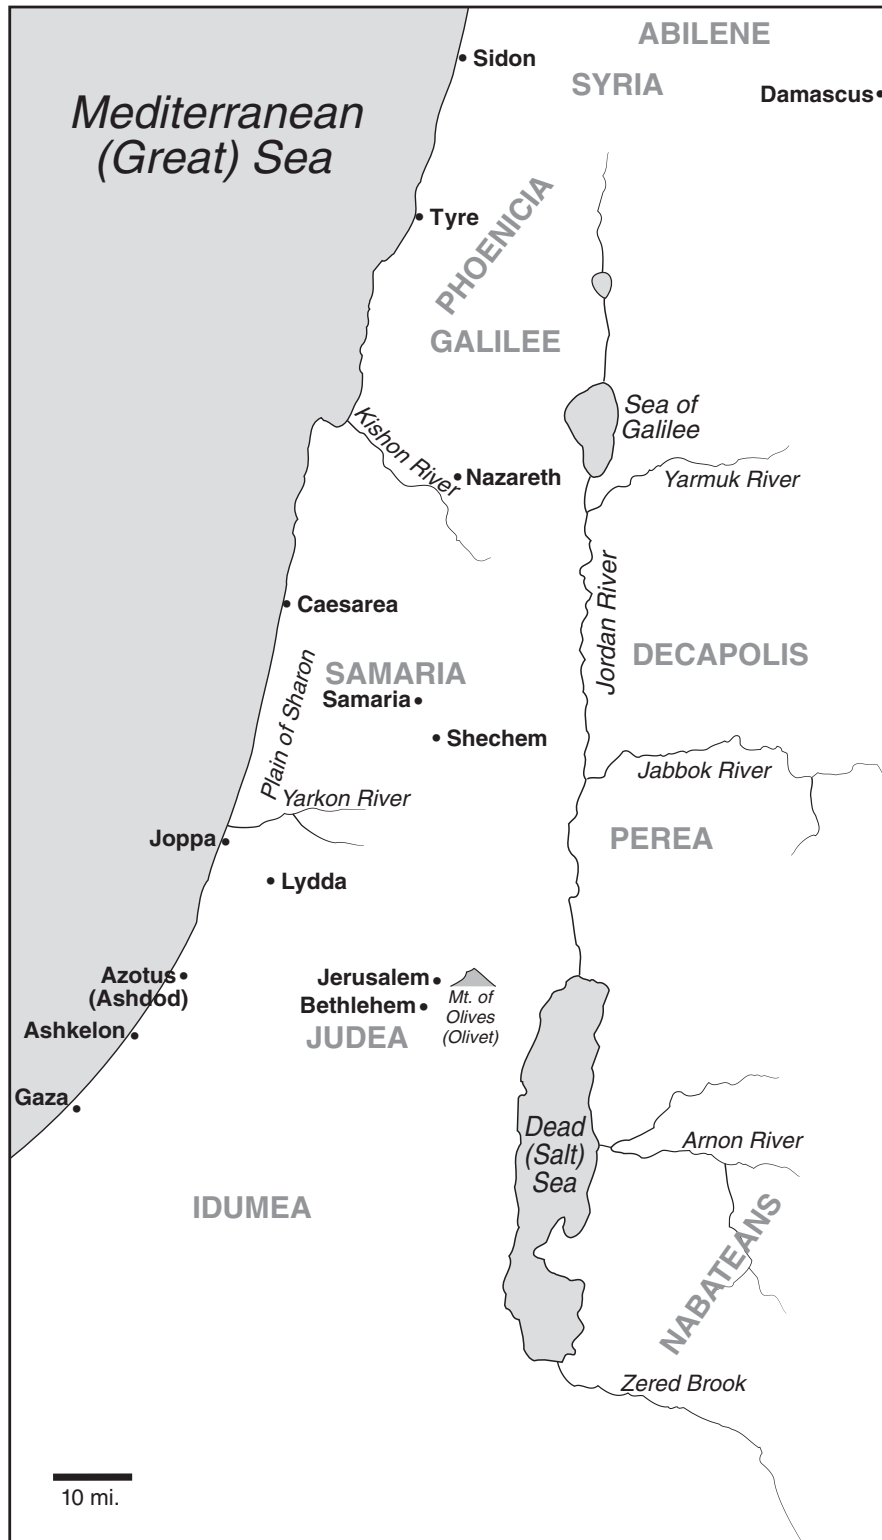 ABILENE
Sidon
SYRIA
Damascus
Mediterranean
(Great) Sea
Tyre
PHOENICIA
GALILEE
Sea of
Galilee
Kishon River
Nazareth
Yarmuk River
Caesarea
Jordan River
DECAPOLIS
Plain of Sharon
SAMARIA
Samaria
Shechem
Jabbok River
Yarkon River
Joppa
PEREA
Lydda
Azotus
(Ashdod)
Jerusalem
Bethlehem
Mt. of
Olives
(Olivet)
Ashkelon
JUDEA
Gaza
Dead
(Salt)
Sea
Arnon River
IDUMEA
NABATEANS
Zered Brook
10 mi.